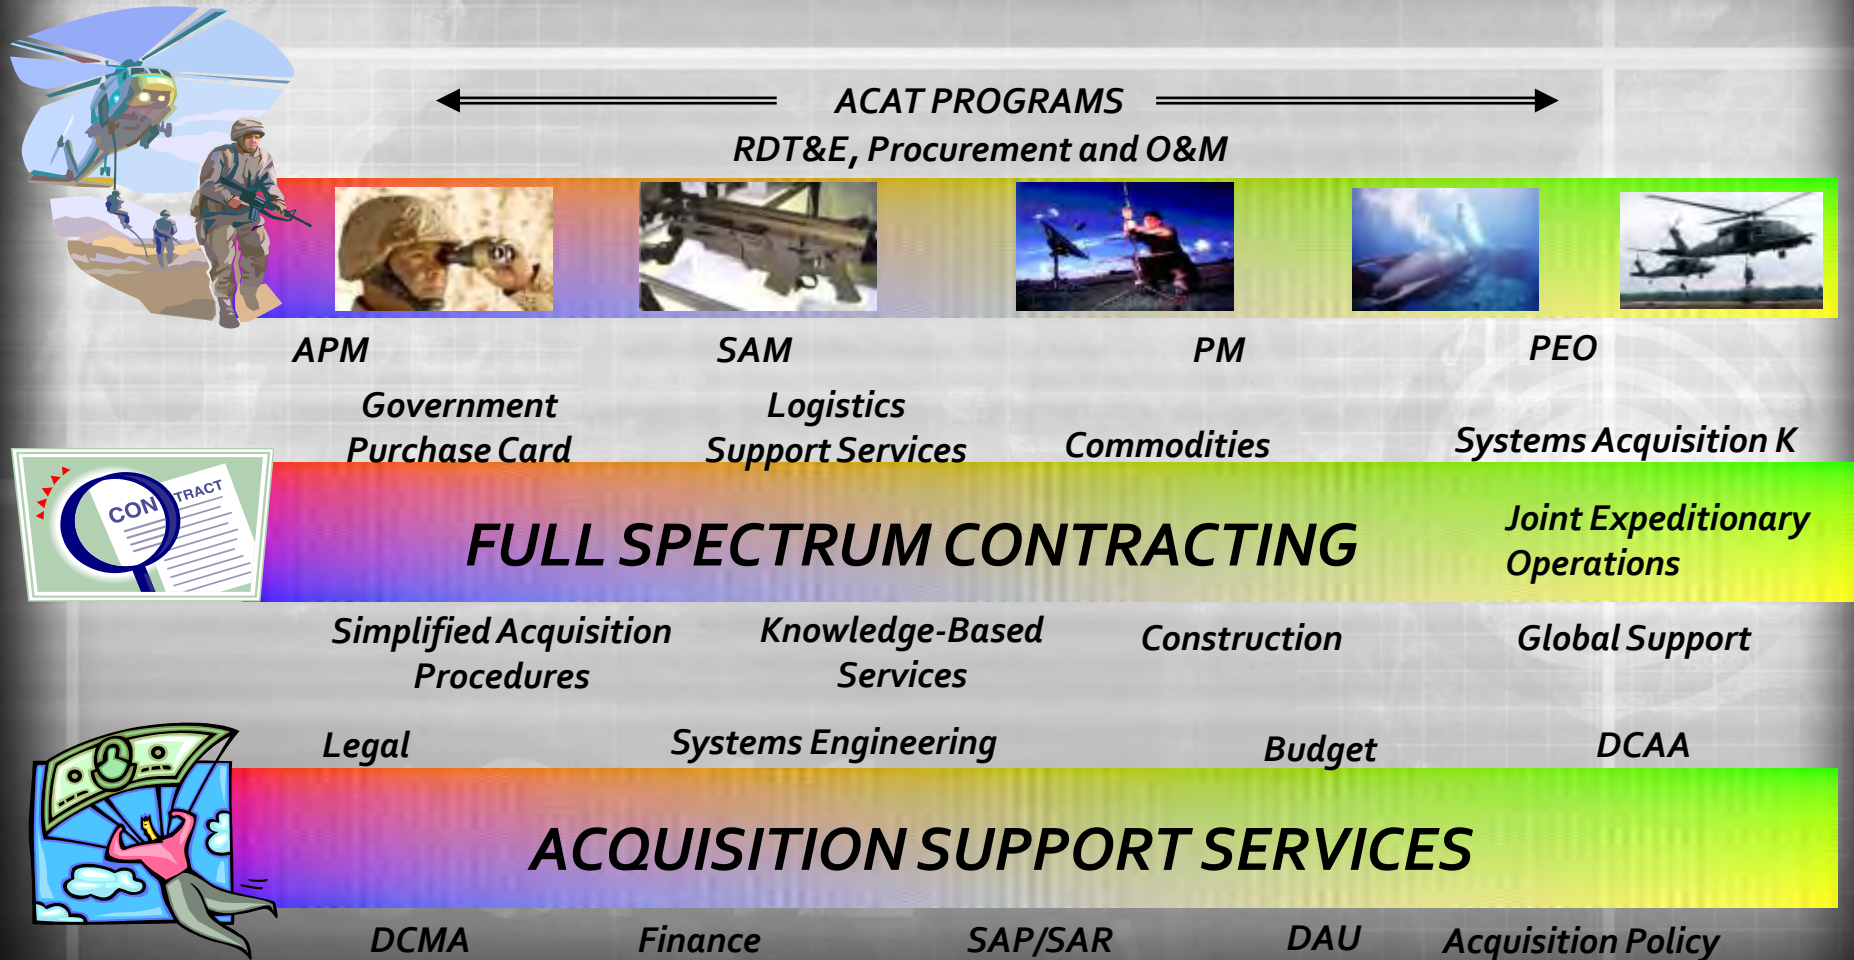 ACAT PROGRAMS
RDT&E, Procurement and O&M
APM
SAM
PM
PEO
Government
Purchase Card
Logistics
Support Services
Commodities
Systems Acquisition K
CONTRACT
FULL SPECTRUM CONTRACTING
Joint Expeditionary
Operations
Simplified Acquisition
Procedures
Knowledge-Based
Services
Construction
Global Support
Legal
Systems Engineering
Budget
DCAA
ACQUISITION SUPPORT SERVICES
DCMA
Finance
SAP/SAR
DAU
Acquisition Policy